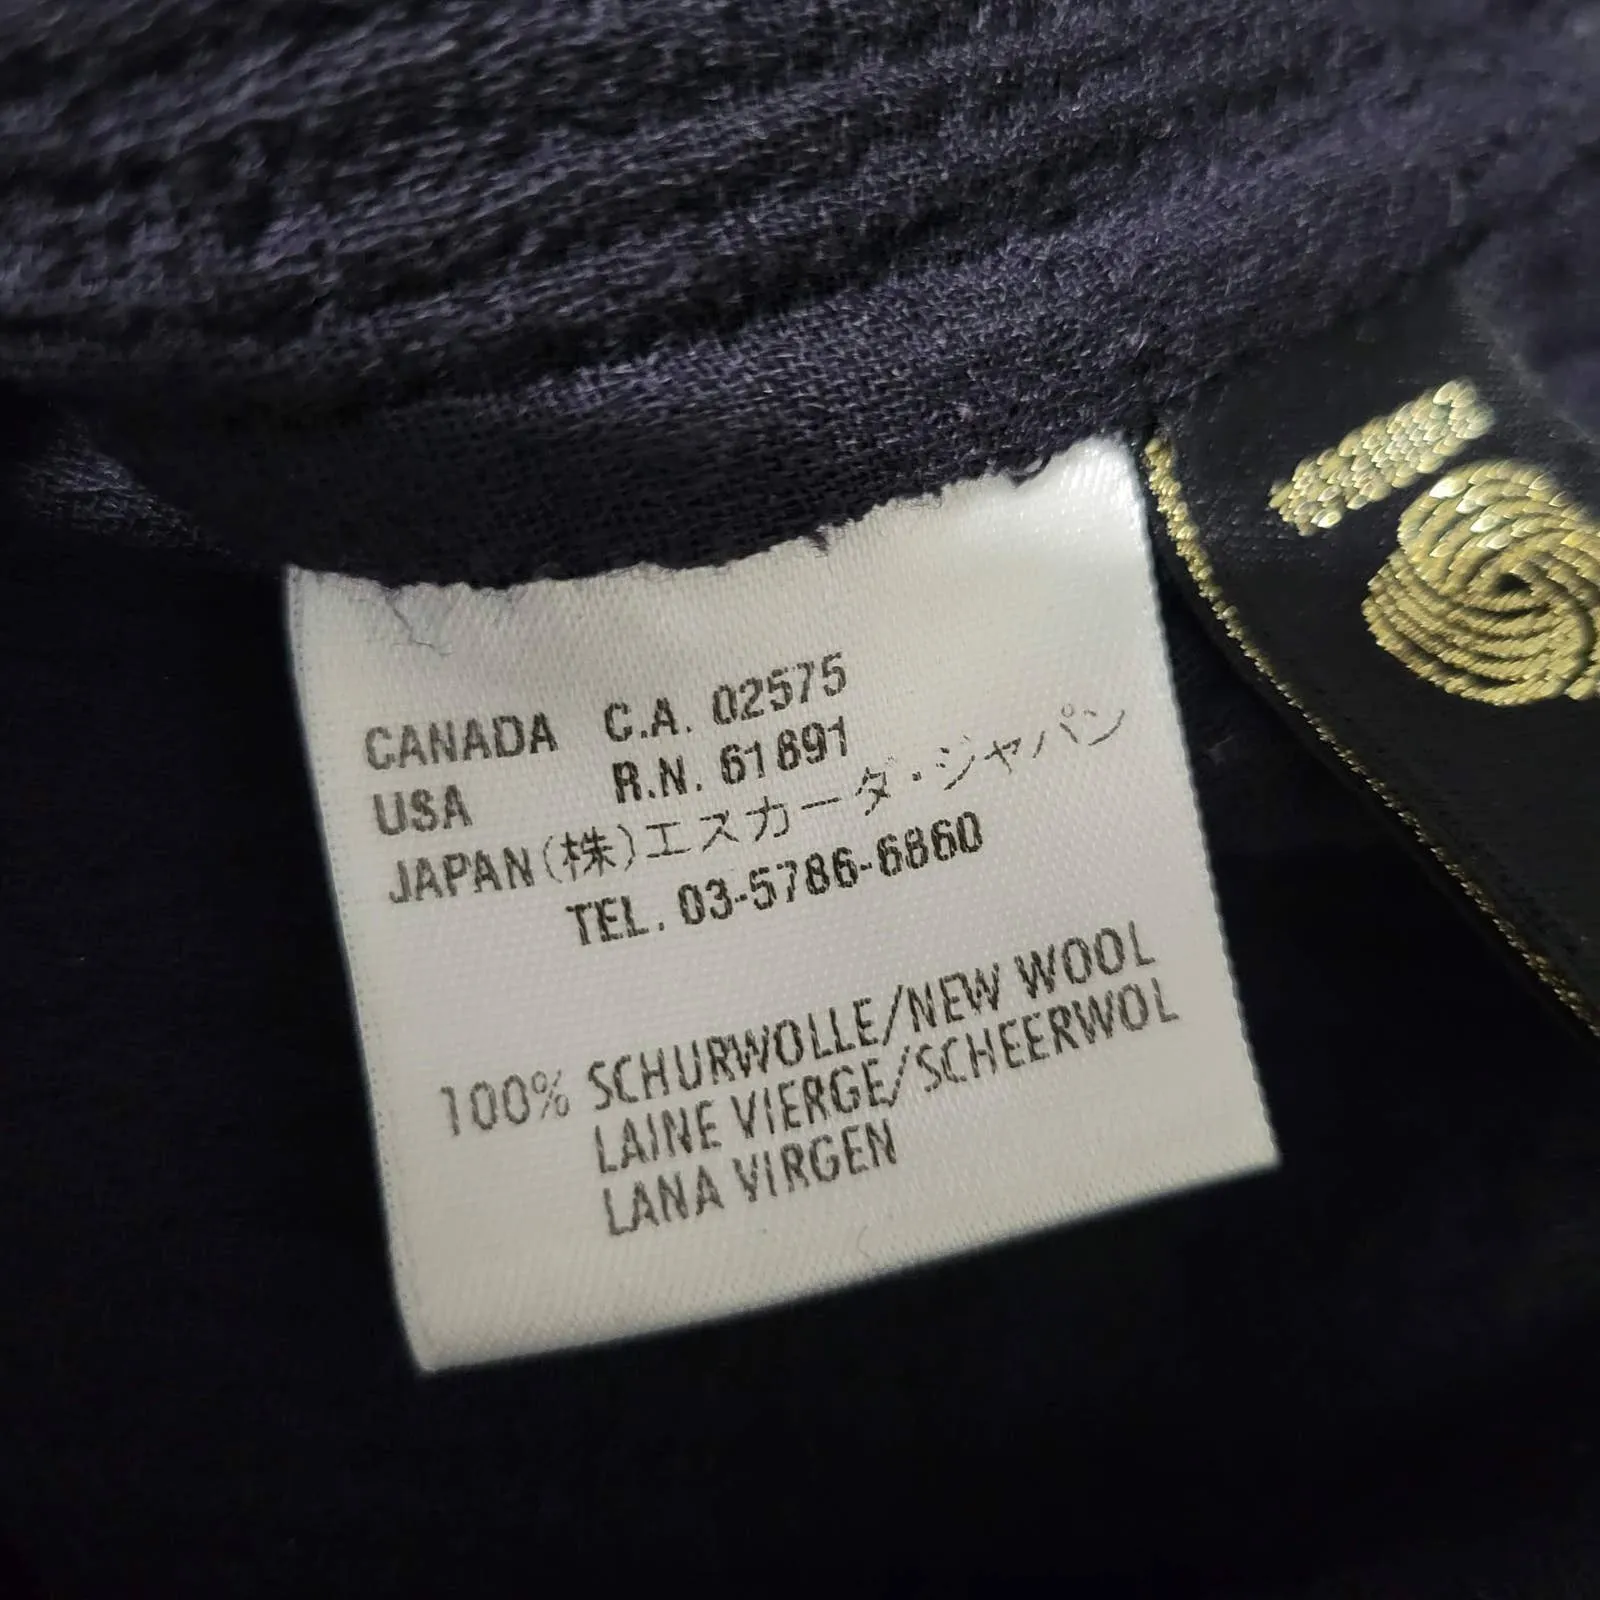 CANADA C.A. 02575
USA R.N. 61891
JAPAN(株)エスカーダ・ジャパン
TEL. 03-5786-6860
100% SCHURWOLLE/NEW WOOL
LAINE VIERGE/SCHEERWOL
LANA VIRGEN